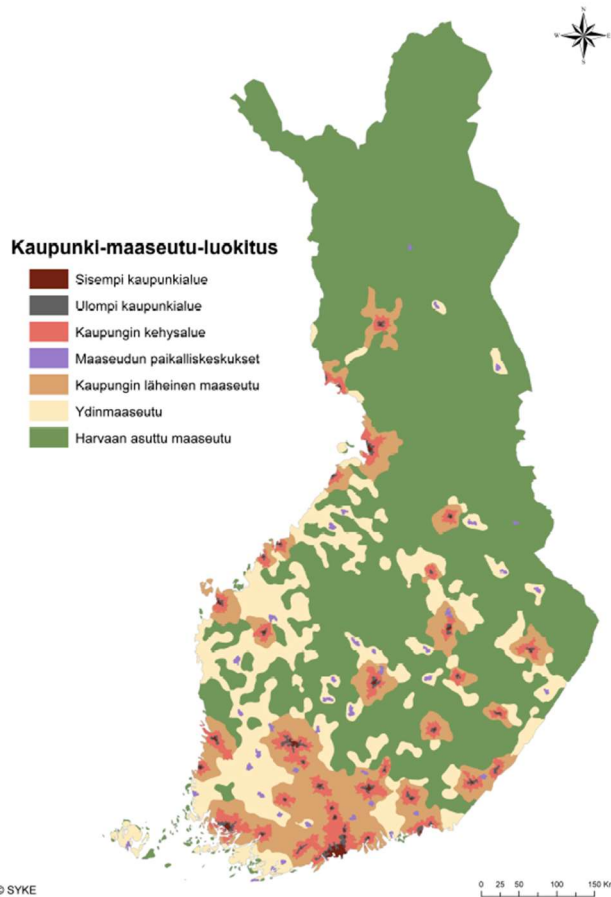 N
W E
S
Kaupunki-maaseutu-luokitus
Sisempi kaupunkialue
Ulompi kaupunkialue
Kaupungin kehysalue
Maaseudun paikalliskeskukset
Kaupungin läheinen maaseutu
Ydinmaaseutu
Harvaan asuttu maaseutu
© SYKE
0 25 50 100 150 Km